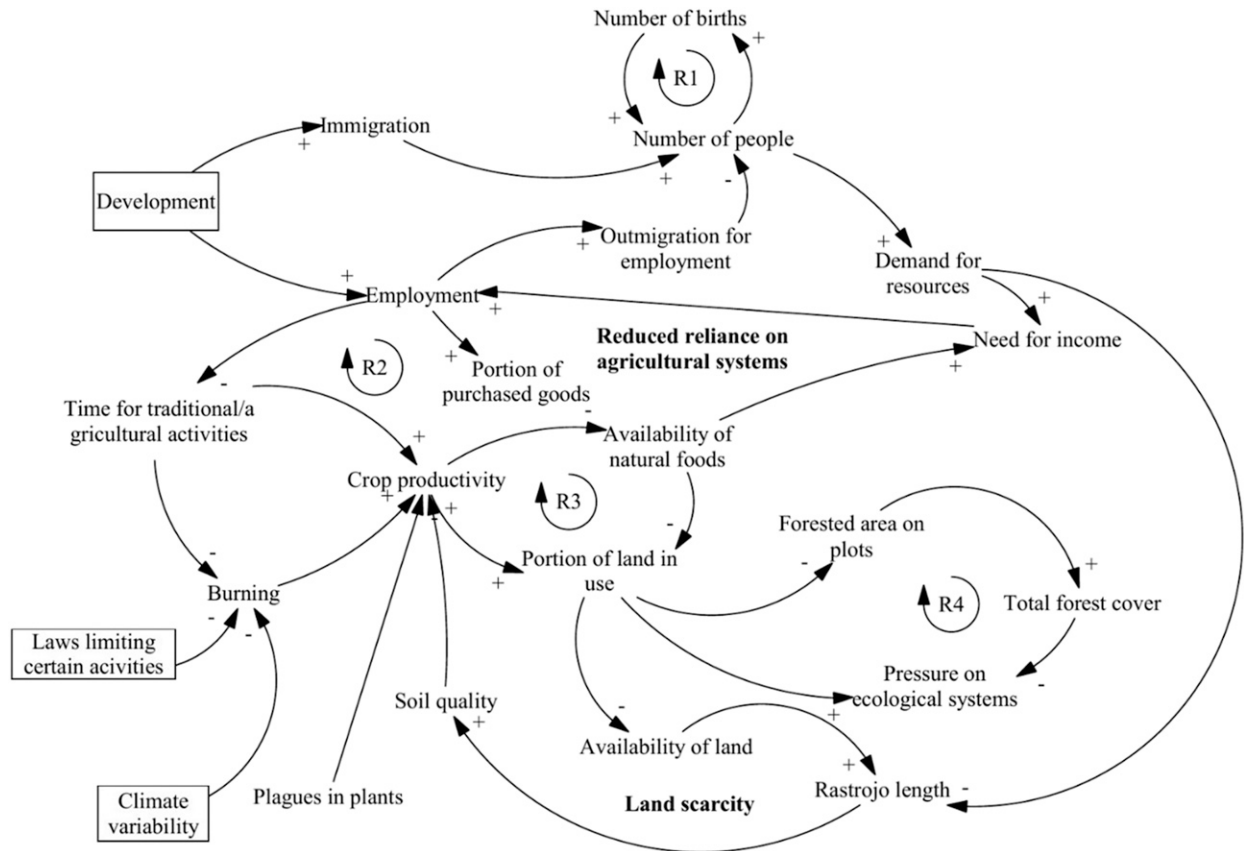 Number of births
+
R1
Immigration
+
+
Number of people
+
-
Development
+
Outmigration for
employment
+
Demand for
resources
+
Employment
+
+
Need for income
Reduced reliance on
agricultural systems
R2
+
Portion of
purchased goods
+
-
Time for traditional/a
gricultural activities
+
-
Availability of
natural foods
Crop productivity
+
+
-
R3
-
Forested area on
plots
-
Portion of land in
use
+
-
+
Burning
-
-
R4
Total forest cover
Laws limiting
certain acivities
Pressure on
ecological systems
-
+
Soil quality
+
-
Availability of land
+
Rastrojo length
-
Climate
variability
Plagues in plants
Land scarcity